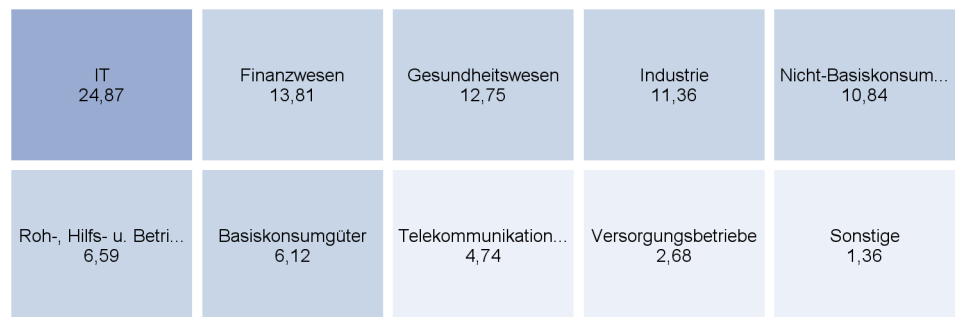 IT
24,87
Finanzwesen
13,81
Gesundheitswesen
12,75
Industrie
11,36
Nicht-Basiskonsum...
10,84
Roh-, Hilfs- u. Betri...
6,59
Basiskonsumgüter
6,12
Telekommunikation...
4,74
Versorgungsbetriebe
2,68
Sonstige
1,36